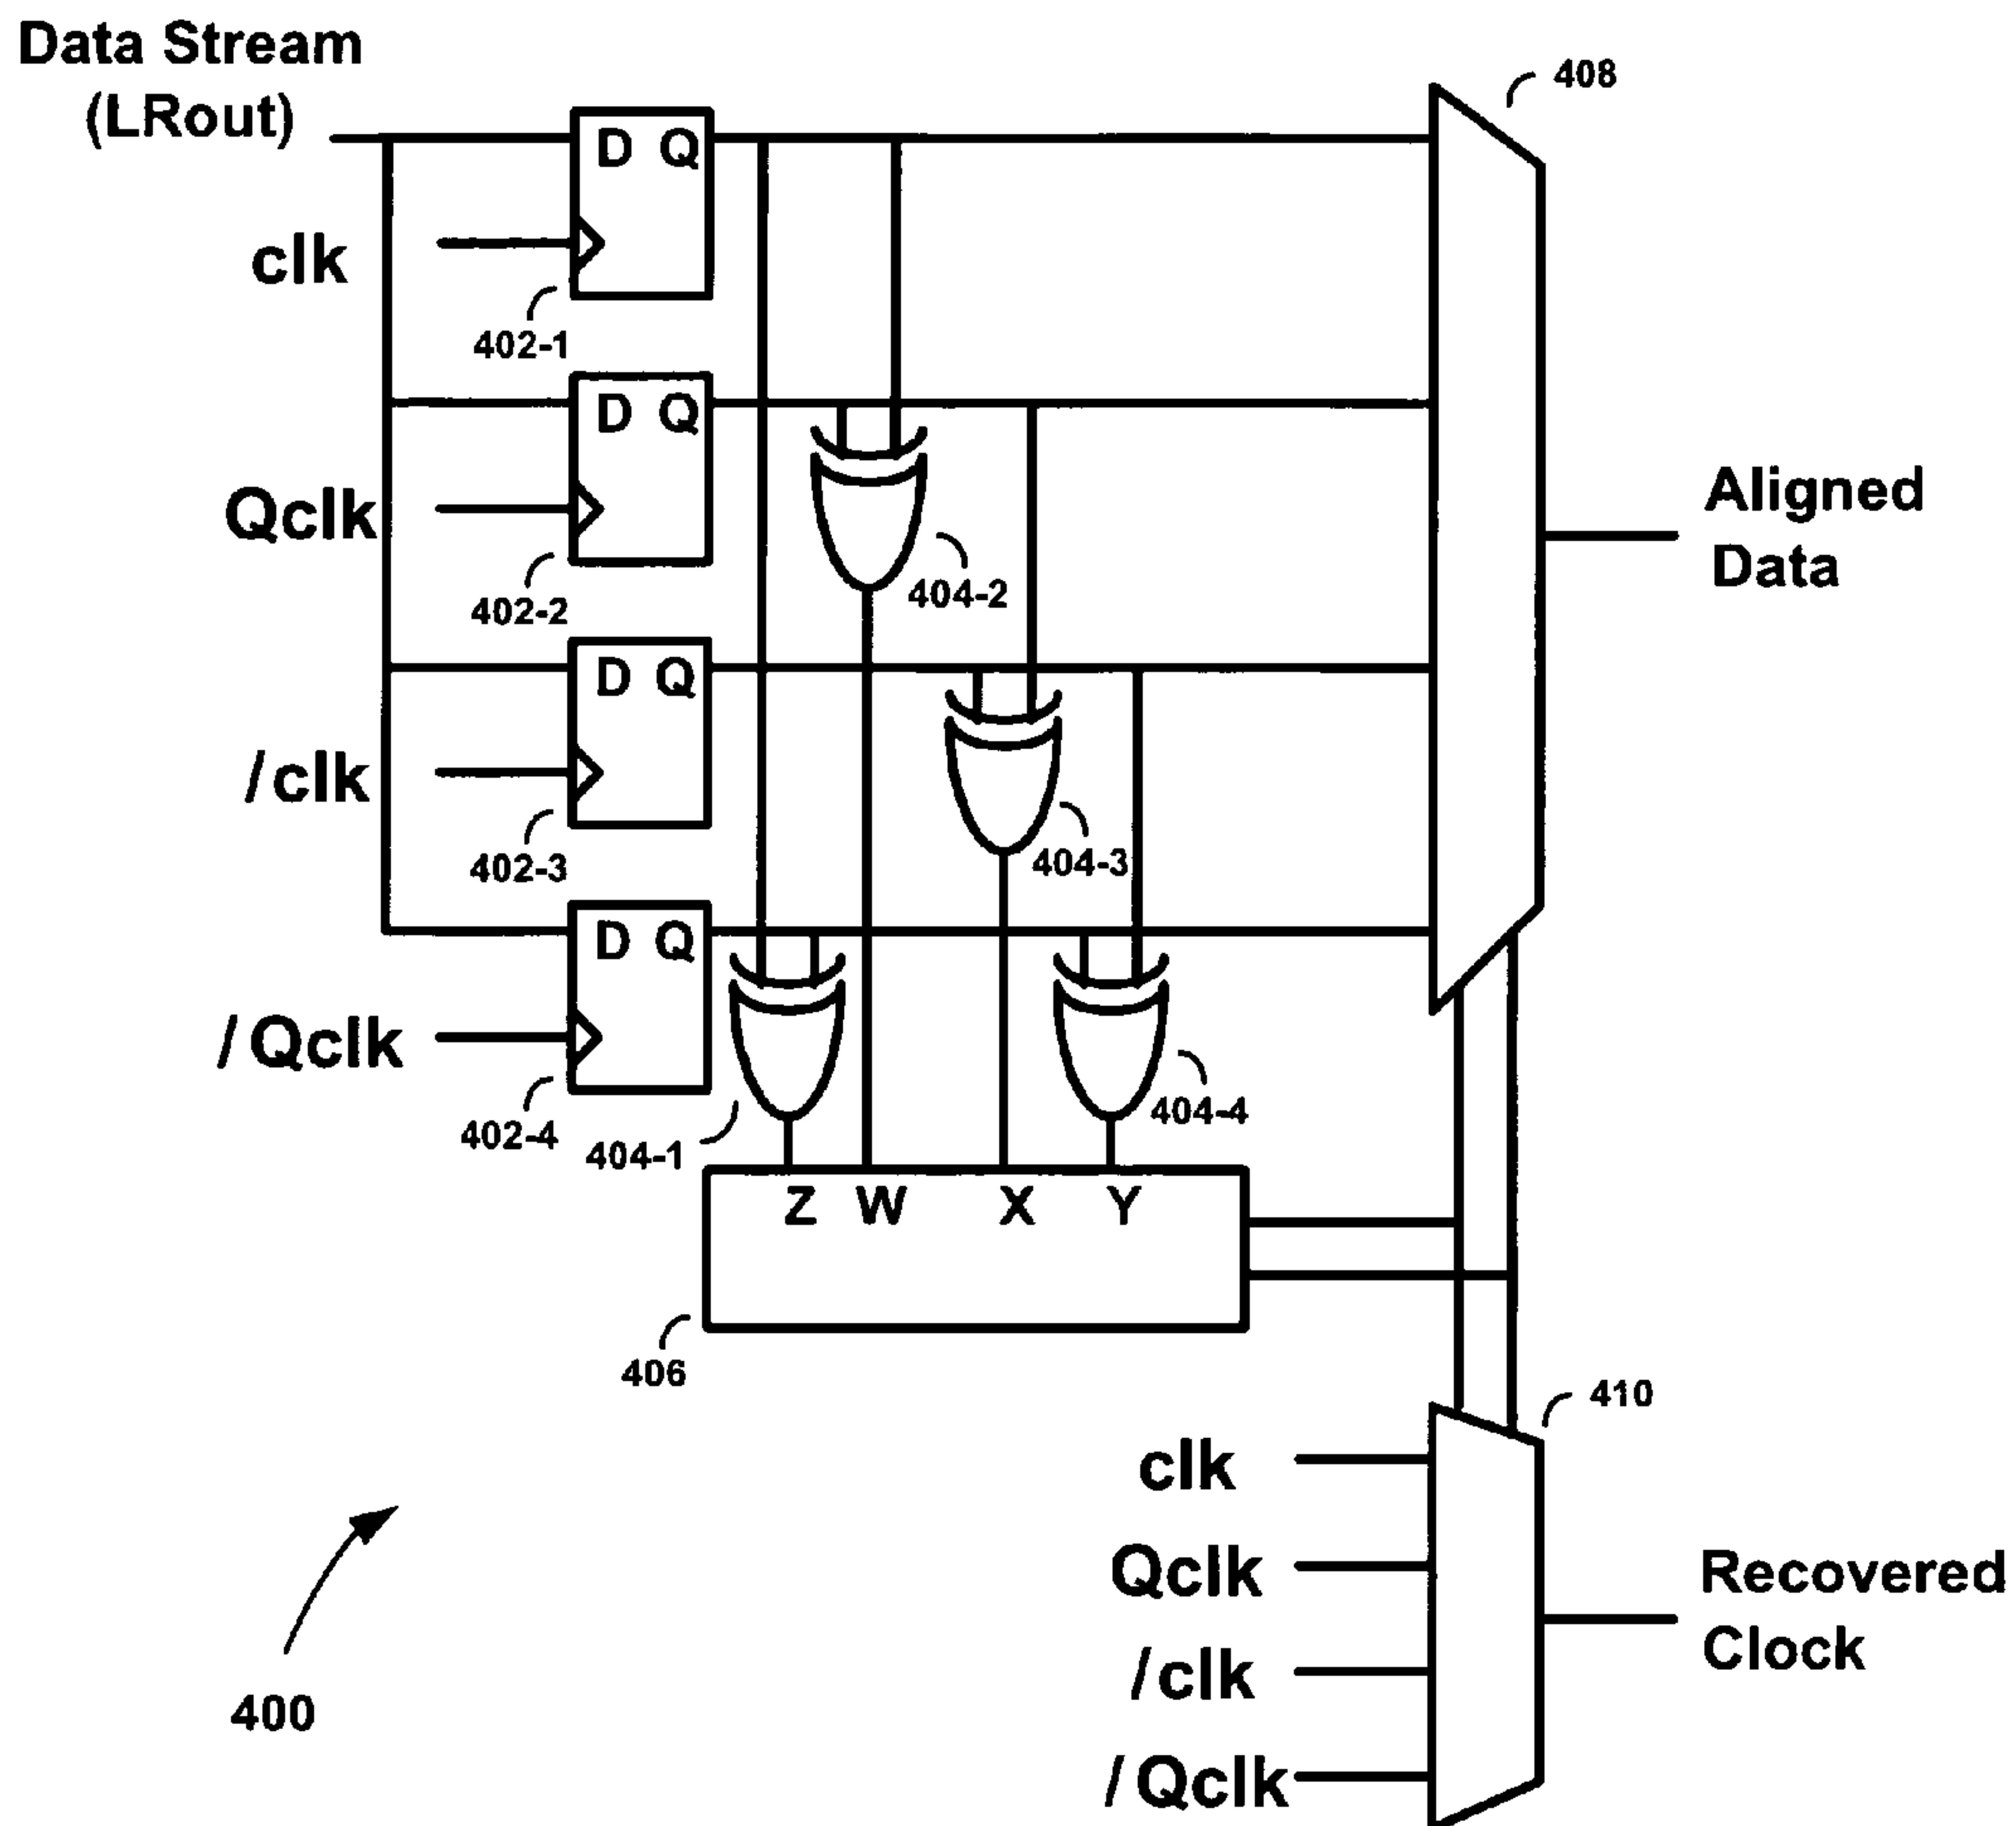 Data Stream
(LRout)
408
D Q
clk
402-1
D Q
Qclk
402-2
404-2
Aligned
Data
D Q
/clk
402-3
404-3
D Q
/Qclk
402-4
404-1
404-4
Z W X Y
406
410
clk
Qclk
/clk
/Qclk
Recovered
Clock
400